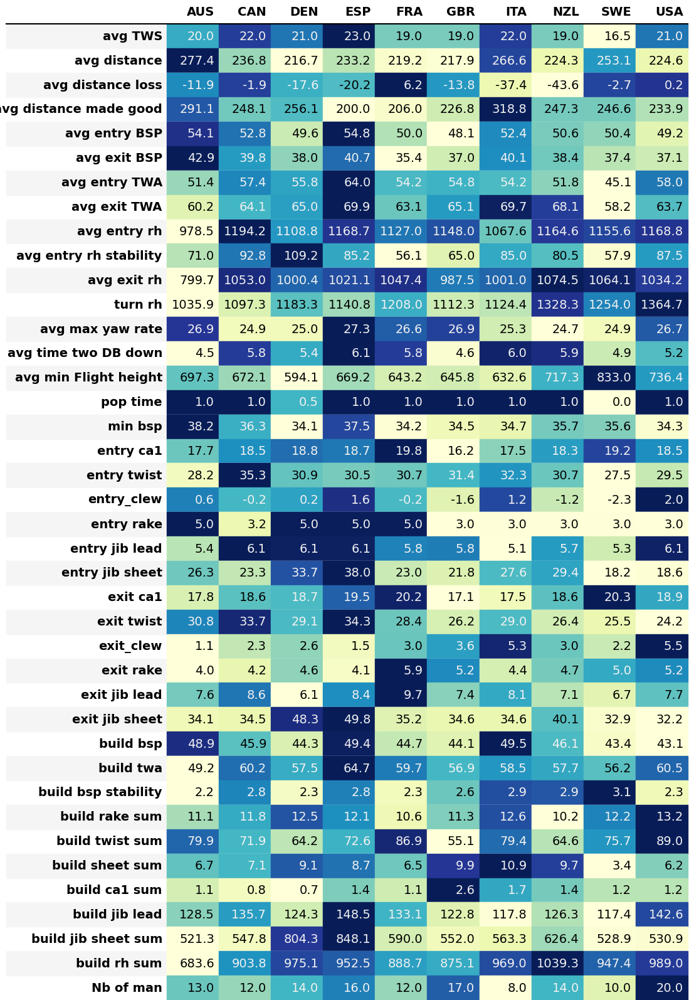 AUS CAN DEN ESP FRA GBR ITA NZL SWE USA
avg TWS 20.0 22.0 21.0 23.0 19.0 19.0 22.0 19.0 16.5 21.0
avg distance 277.4 236.8 216.7 233.2 219.2 217.9 266.6 224.3 253.1 224.6
avg distance loss -11.9 -1.9 -17.6 -20.2 6.2 -13.8 -37.4 -43.6 -2.7 0.2
avg distance made good 291.1 248.1 256.1 200.0 206.0 226.8 318.8 247.3 246.6 233.9
avg entry BSP 54.1 52.8 49.6 54.8 50.0 48.1 52.4 50.6 50.4 49.2
avg exit BSP 42.9 39.8 38.0 40.7 35.4 37.0 40.1 38.4 37.4 37.1
avg entry TWA 51.4 57.4 55.8 64.0 54.2 54.8 54.2 51.8 45.1 58.0
avg exit TWA 60.2 64.1 65.0 69.9 63.1 65.1 69.7 68.1 58.2 63.7
avg entry rh 978.5 1194.2 1108.8 1168.7 1127.0 1148.0 1067.6 1164.6 1155.6 1168.8
avg entry rh stability 71.0 92.8 109.2 85.2 56.1 65.0 85.0 80.5 57.9 87.5
avg exit rh 799.7 1053.0 1000.4 1021.1 1047.4 987.5 1001.0 1074.5 1064.1 1034.2
turn rh 1035.9 1097.3 1183.3 1140.8 1208.0 1112.3 1124.4 1328.3 1254.0 1364.7
avg max yaw rate 26.9 24.9 25.0 27.3 26.6 26.9 25.3 24.7 24.9 26.7
avg time two DB down 4.5 5.8 5.4 6.1 5.8 4.6 6.0 5.9 4.9 5.2
avg min Flight height 697.3 672.1 594.1 669.2 643.2 645.8 632.6 717.3 833.0 736.4
pop time 1.0 1.0 0.5 1.0 1.0 1.0 1.0 1.0 0.0 1.0
min bsp 38.2 36.3 34.1 37.5 34.2 34.5 34.7 35.7 35.6 34.3
entry ca1 17.7 18.5 18.8 18.7 19.8 16.2 17.5 18.3 19.2 18.5
entry twist 28.2 35.3 30.9 30.5 30.7 31.4 32.3 30.7 27.5 29.5
entry_clew 0.6 -0.2 0.2 1.6 -0.2 -1.6 1.2 -1.2 -2.3 2.0
entry rake 5.0 3.2 5.0 5.0 5.0 3.0 3.0 3.0 3.0 3.0
entry jib lead 5.4 6.1 6.1 6.1 5.8 5.8 5.1 5.7 5.3 6.1
entry jib sheet 26.3 23.3 33.7 38.0 23.0 21.8 27.6 29.4 18.2 18.6
exit ca1 17.8 18.6 18.7 19.5 20.2 17.1 17.5 18.6 20.3 18.9
exit twist 30.8 33.7 29.1 34.3 28.4 26.2 29.0 26.4 25.5 24.2
exit_clew 1.1 2.3 2.6 1.5 3.0 3.6 5.3 3.0 2.2 5.5
exit rake 4.0 4.2 4.6 4.1 5.9 5.2 4.4 4.7 5.0 5.2
exit jib lead 7.6 8.6 6.1 8.4 9.7 7.4 8.1 7.1 6.7 7.7
exit jib sheet 34.1 34.5 48.3 49.8 35.2 34.6 34.6 40.1 32.9 32.2
build bsp 48.9 45.9 44.3 49.4 44.7 44.1 49.5 46.1 43.4 43.1
build twa 49.2 60.2 57.5 64.7 59.7 56.9 58.5 57.7 56.2 60.5
build bsp stability 2.2 2.8 2.3 2.8 2.3 2.6 2.9 2.9 3.1 2.3
build rake sum 11.1 11.8 12.5 12.1 10.6 11.3 12.6 10.2 12.2 13.2
build twist sum 79.9 71.9 64.2 72.6 86.9 55.1 79.4 64.6 75.7 89.0
build sheet sum 6.7 7.1 9.1 8.7 6.5 9.9 10.9 9.7 3.4 6.2
build ca1 sum 1.1 0.8 0.7 1.4 1.1 2.6 1.7 1.4 1.2 1.2
build jib lead 128.5 135.7 124.3 148.5 133.1 122.8 117.8 126.3 117.4 142.6
build jib sheet sum 521.3 547.8 804.3 848.1 590.0 552.0 563.3 626.4 528.9 530.9
build rh sum 683.6 903.8 975.1 952.5 888.7 875.1 969.0 1039.3 947.4 989.0
Nb of man 13.0 12.0 14.0 16.0 12.0 17.0 8.0 14.0 10.0 20.0